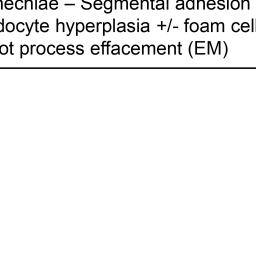 nechiae – Segmental adhesion
docyte hyperplasia +/- foam cel
ot process effacement (EM)